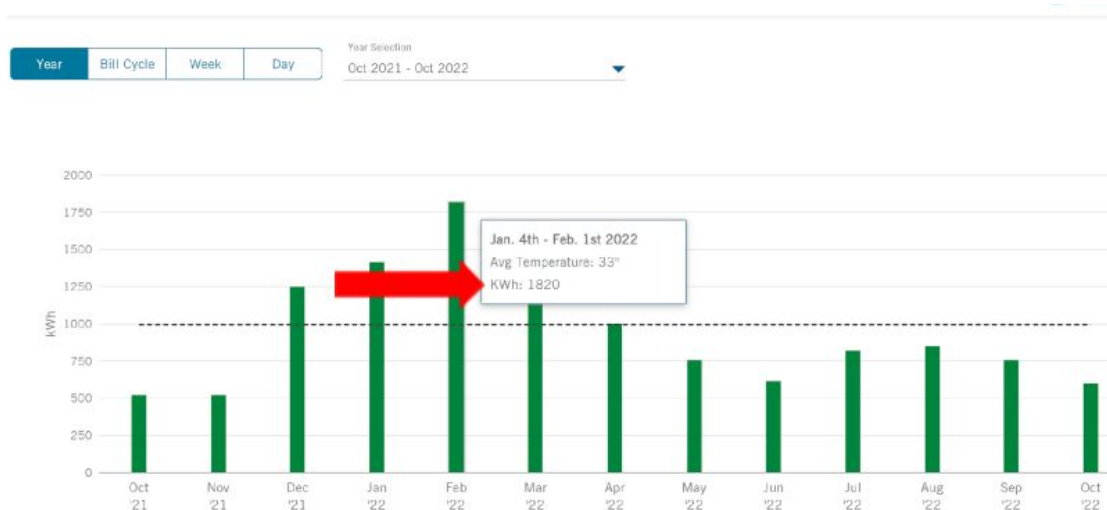 Year Selection
Year Bill Cycle Week Day Oct 2021 - Oct 2022
2000
1750
1500
1250
1000
750
500
250
0
kWh
Jan. 4th - Feb. 1st 2022
Avg Temperature: 33°
KWh: 1820
Oct Nov Dec Jan Feb Mar Apr May Jun Jul Aug Sep Oct
'21 '21 '21 '22 '22 '22 '22 '22 '22 '22 '22 '22 '22